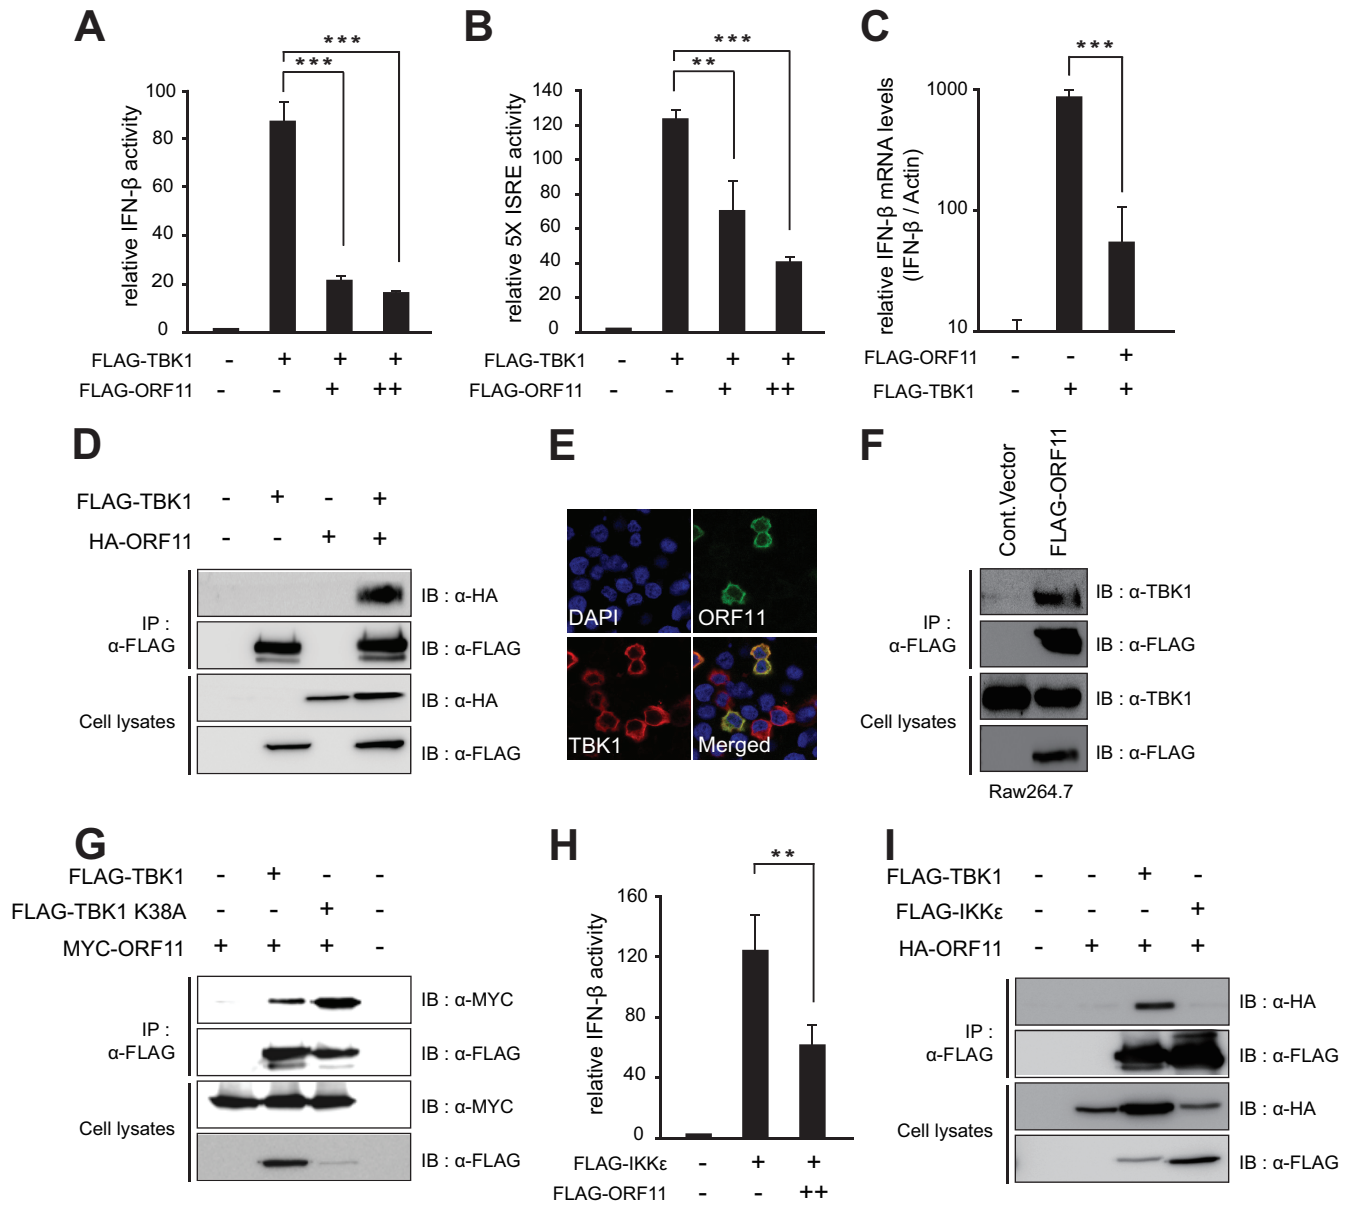 A
***
***
relative IFN-β activity
100
80
60
40
20
0
FLAG-TBK1 - + + +
FLAG-ORF11 - - + ++
B
***
**
relative 5X ISRE activity
140
120
100
80
60
40
20
0
FLAG-TBK1 - + + +
FLAG-ORF11 - - + ++
C
***
relative IFN-β mRNA levels
(IFN-β / Actin)
1000
100
10
FLAG-ORF11 - - +
FLAG-TBK1 - + +
D
FLAG-TBK1 - + - +
HA-ORF11 - - + +
IP :
α-FLAG
IB : α-HA
IB : α-FLAG
Cell lysates
IB : α-HA
IB : α-FLAG
E
DAPI
ORF11
TBK1
Merged
F
Cont.Vector
FLAG-ORF11
IP :
α-FLAG
IB : α-TBK1
IB : α-FLAG
Cell lysates
IB : α-TBK1
IB : α-FLAG
Raw264.7
G
FLAG-TBK1 - + - -
FLAG-TBK1 K38A - - + -
MYC-ORF11 + + + -
IP :
α-FLAG
IB : α-MYC
IB : α-FLAG
Cell lysates
IB : α-MYC
IB : α-FLAG
H
**
relative IFN-β activity
160
120
80
40
0
FLAG-IKKε - + +
FLAG-ORF11 - - ++
I
FLAG-TBK1 - - + -
FLAG-IKKε - - - +
HA-ORF11 - + + +
IP :
α-FLAG
IB : α-HA
IB : α-FLAG
Cell lysates
IB : α-HA
IB : α-FLAG